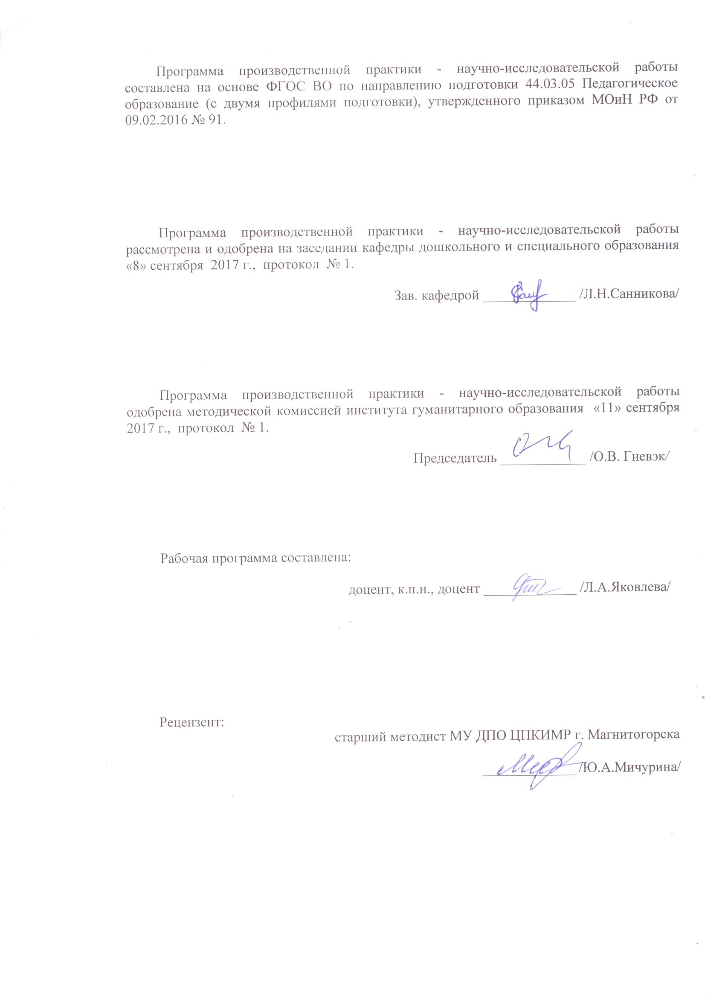 Программа производственной практики - научно-исследовательской работы
составлена на основе ФГОС ВО по направлению подготовки 44.03.05 Педагогическое
образование (с двумя профилями подготовки), утвержденного приказом МОиН РФ от
09.02.2016 № 91.
Программа производственной практики - научно-исследовательской работы
рассмотрена и одобрена на заседании кафедры дошкольного и специального образования
«8» сентября 2017 г., протокол № 1.
Зав. кафедрой ______________ /Л.Н.Санникова/
Программа производственной практики - научно-исследовательской работы
одобрена методической комиссией института гуманитарного образования «11» сентября
2017 г., протокол № 1.
Председатель _____________ /О.В. Гневэк/
Рабочая программа составлена:
доцент, к.п.н., доцент ______________ /Л.А.Яковлева/
Рецензент:
старший методист МУ ДПО ЦПКИМР г. Магнитогорска
______________ /Ю.А.Мичурина/